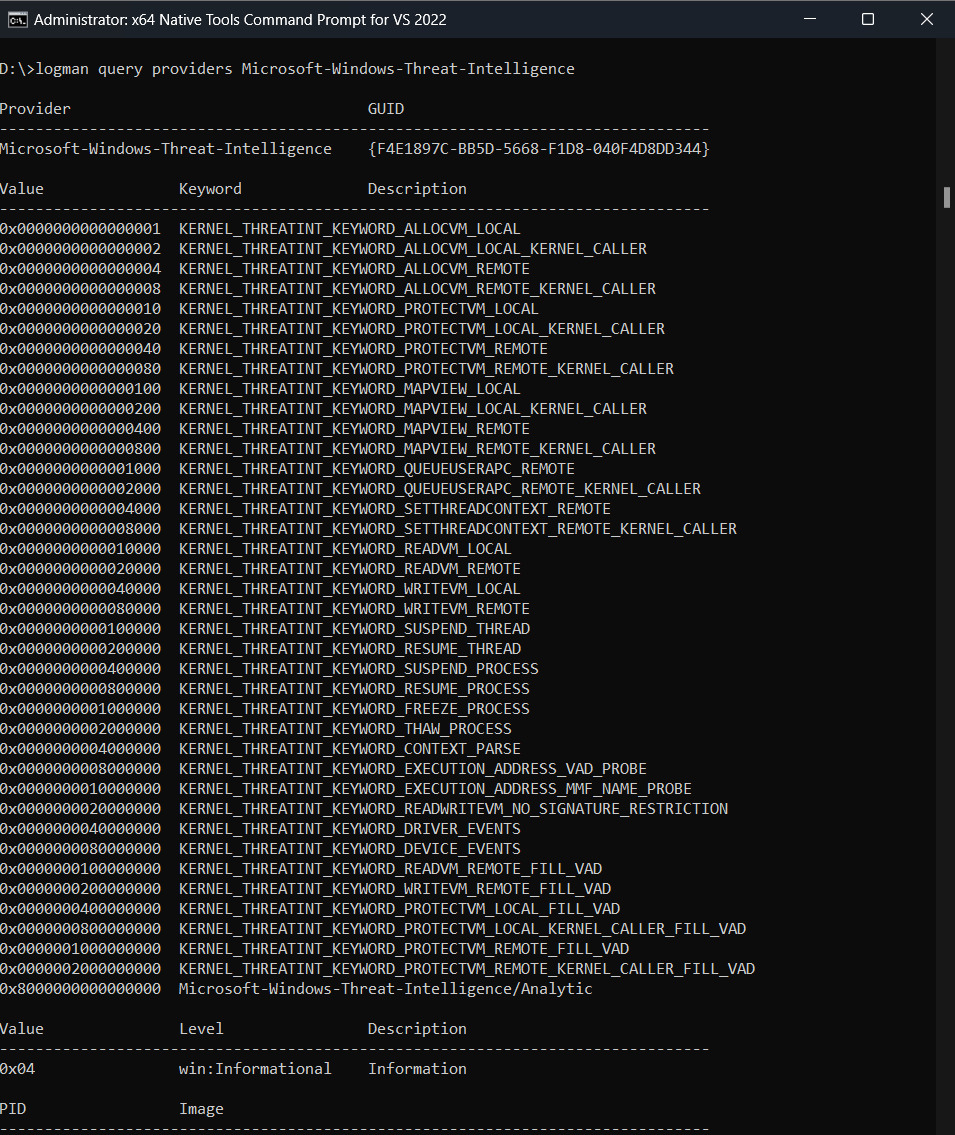 Administrator: x64 Native Tools Command Prompt for VS 2022
D:\>logman query providers Microsoft-Windows-Threat-Intelligence
Provider                                 GUID
-------------------------------------------------------------------------------
Microsoft-Windows-Threat-Intelligence    {F4E1897C-BB5D-5668-F1D8-040F4D8DD344}
Value               Keyword              Description
-------------------------------------------------------------------------------
0x0000000000000001  KERNEL_THREATINT_KEYWORD_ALLOCVM_LOCAL
0x0000000000000002  KERNEL_THREATINT_KEYWORD_ALLOCVM_LOCAL_KERNEL_CALLER
0x0000000000000004  KERNEL_THREATINT_KEYWORD_ALLOCVM_REMOTE
0x0000000000000008  KERNEL_THREATINT_KEYWORD_ALLOCVM_REMOTE_KERNEL_CALLER
0x0000000000000010  KERNEL_THREATINT_KEYWORD_PROTECTVM_LOCAL
0x0000000000000020  KERNEL_THREATINT_KEYWORD_PROTECTVM_LOCAL_KERNEL_CALLER
0x0000000000000040  KERNEL_THREATINT_KEYWORD_PROTECTVM_REMOTE
0x0000000000000080  KERNEL_THREATINT_KEYWORD_PROTECTVM_REMOTE_KERNEL_CALLER
0x0000000000000100  KERNEL_THREATINT_KEYWORD_MAPVIEW_LOCAL
0x0000000000000200  KERNEL_THREATINT_KEYWORD_MAPVIEW_LOCAL_KERNEL_CALLER
0x0000000000000400  KERNEL_THREATINT_KEYWORD_MAPVIEW_REMOTE
0x0000000000000800  KERNEL_THREATINT_KEYWORD_MAPVIEW_REMOTE_KERNEL_CALLER
0x0000000000001000  KERNEL_THREATINT_KEYWORD_QUEUEUSERAPC_REMOTE
0x0000000000002000  KERNEL_THREATINT_KEYWORD_QUEUEUSERAPC_REMOTE_KERNEL_CALLER
0x0000000000004000  KERNEL_THREATINT_KEYWORD_SETTHREADCONTEXT_REMOTE
0x0000000000008000  KERNEL_THREATINT_KEYWORD_SETTHREADCONTEXT_REMOTE_KERNEL_CALLER
0x0000000000010000  KERNEL_THREATINT_KEYWORD_READVM_LOCAL
0x0000000000020000  KERNEL_THREATINT_KEYWORD_READVM_REMOTE
0x0000000000040000  KERNEL_THREATINT_KEYWORD_WRITEVM_LOCAL
0x0000000000080000  KERNEL_THREATINT_KEYWORD_WRITEVM_REMOTE
0x0000000000100000  KERNEL_THREATINT_KEYWORD_SUSPEND_THREAD
0x0000000000200000  KERNEL_THREATINT_KEYWORD_RESUME_THREAD
0x0000000000400000  KERNEL_THREATINT_KEYWORD_SUSPEND_PROCESS
0x0000000000800000  KERNEL_THREATINT_KEYWORD_RESUME_PROCESS
0x0000000001000000  KERNEL_THREATINT_KEYWORD_FREEZE_PROCESS
0x0000000002000000  KERNEL_THREATINT_KEYWORD_THAW_PROCESS
0x0000000004000000  KERNEL_THREATINT_KEYWORD_CONTEXT_PARSE
0x0000000008000000  KERNEL_THREATINT_KEYWORD_EXECUTION_ADDRESS_VAD_PROBE
0x0000000010000000  KERNEL_THREATINT_KEYWORD_EXECUTION_ADDRESS_MMF_NAME_PROBE
0x0000000020000000  KERNEL_THREATINT_KEYWORD_READWRITEVM_NO_SIGNATURE_RESTRICTION
0x0000000040000000  KERNEL_THREATINT_KEYWORD_DRIVER_EVENTS
0x0000000080000000  KERNEL_THREATINT_KEYWORD_DEVICE_EVENTS
0x0000000100000000  KERNEL_THREATINT_KEYWORD_READVM_REMOTE_FILL_VAD
0x0000000200000000  KERNEL_THREATINT_KEYWORD_WRITEVM_REMOTE_FILL_VAD
0x0000000400000000  KERNEL_THREATINT_KEYWORD_PROTECTVM_LOCAL_FILL_VAD
0x0000000800000000  KERNEL_THREATINT_KEYWORD_PROTECTVM_LOCAL_KERNEL_CALLER_FILL_VAD
0x0000001000000000  KERNEL_THREATINT_KEYWORD_PROTECTVM_REMOTE_FILL_VAD
0x0000002000000000  KERNEL_THREATINT_KEYWORD_PROTECTVM_REMOTE_KERNEL_CALLER_FILL_VAD
0x8000000000000000  Microsoft-Windows-Threat-Intelligence/Analytic
Value               Level                Description
-------------------------------------------------------------------------------
0x04                win:Informational    Information
PID                 Image
-------------------------------------------------------------------------------